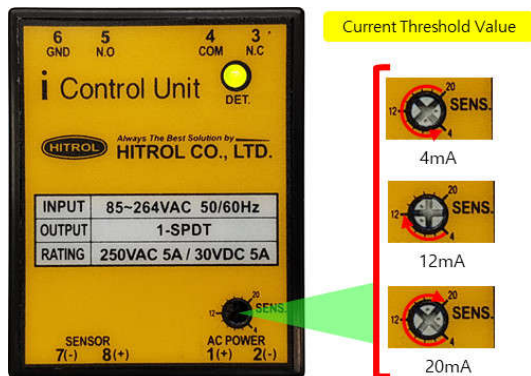 Current Threshold Value
6 5 4 3
GND N.O COM N.C
i Control Unit
DET.
Always The Best Solution by
HITROL HITROL CO., LTD.
INPUT 85~264VAC 50/60Hz
OUTPUT 1-SPDT
RATING 250VAC 5A / 30VDC 5A
20
12 SENS.
4
SENSOR AC POWER
7(-) 8(+) 1(+) 2(-)
20
12 SENS.
4
4mA
20
12 SENS.
4
12mA
20
12 SENS.
4
20mA